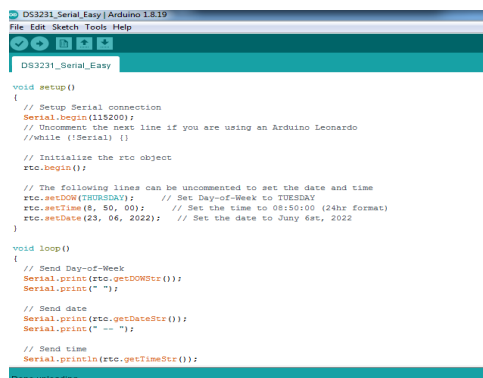 DS3231_Serial_Easy | Arduino 1.8.19
File Edit Sketch Tools Help
DS3231_Serial_Easy
void setup()
{
// Setup Serial connection
Serial.begin(115200);
// Uncomment the next line if you are using an Arduino Leonardo
//while (!Serial) {}
// Initialize the rtc object
rtc.begin();
// The following lines can be uncommented to set the date and time
rtc.setDOW(THURSDAY); // Set Day-of-Week to TUESDAY
rtc.setTime(8, 50, 00); // Set the time to 08:50:00 (24hr format)
rtc.setDate(23, 06, 2022); // Set the date to Juny 6st, 2022
}
void loop()
{
// Send Day-of-Week
Serial.print(rtc.getDOWStr());
Serial.print(" ");
// Send date
Serial.print(rtc.getDateStr());
Serial.print(" -- ");
// Send time
Serial.println(rtc.getTimeStr());